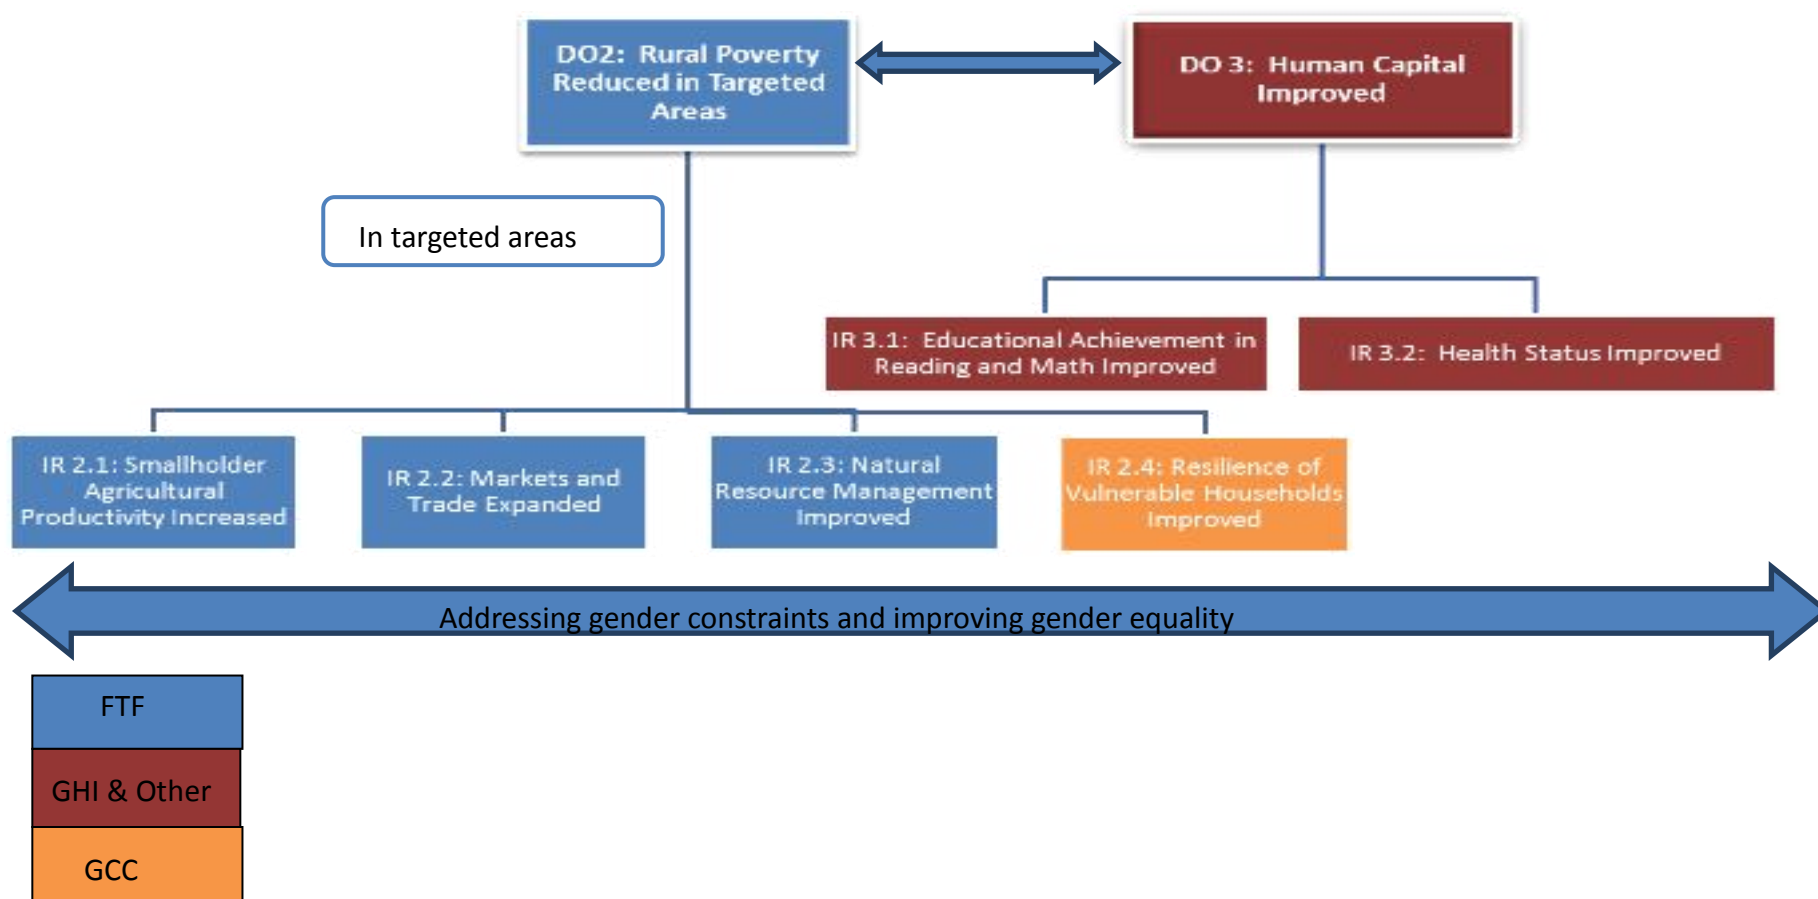 DO2: Rural Poverty
Reduced in Targeted
Areas
DO 3: Human Capital
Improved
In targeted areas
IR 3.1: Educational Achievement in
Reading and Math Improved
IR 3.2: Health Status Improved
IR 2.1: Smallholder
Agricultural
Productivity Increased
IR 2.2: Markets and
Trade Expanded
IR 2.3: Natural
Resource Management
Improved
IR 2.4: Resilience of
Vulnerable Households
Improved
Addressing gender constraints and improving gender equality
FTF
GHI & Other
GCC